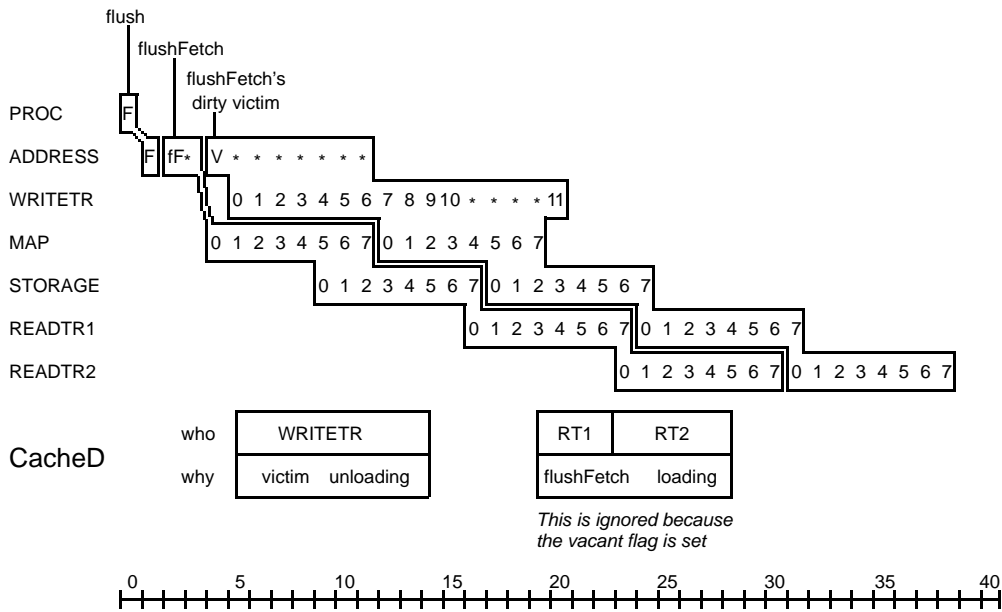 flush
flushFetch
flushFetch's
dirty victim
PROC F
ADDRESS F fF* V * * * * * * *
WRITETR 0 1 2 3 4 5 6 7 8 9 10 * * * * 11
MAP 0 1 2 3 4 5 6 7 0 1 2 3 4 5 6 7
STORAGE 0 1 2 3 4 5 6 7 0 1 2 3 4 5 6 7
READTR1 0 1 2 3 4 5 6 7 0 1 2 3 4 5 6 7
READTR2 0 1 2 3 4 5 6 7 0 1 2 3 4 5 6 7
who WRITETR RT1 RT2
CacheD
why victim unloading flushFetch loading
This is ignored because
the vacant flag is set
0 5 10 15 20 25 30 35 40